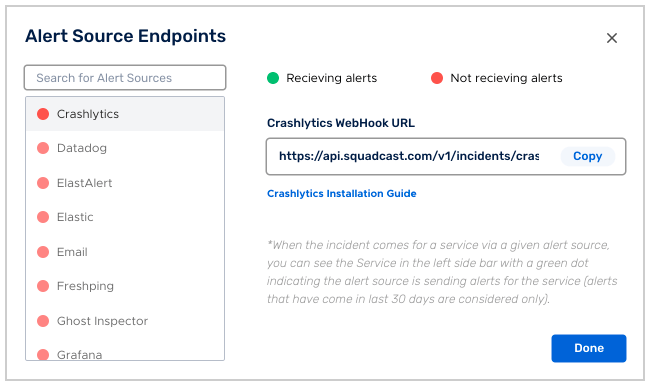 Alert Source Endpoints
Search for Alert Sources
Crashlytics
Datadog
ElastAlert
Elastic
Email
Freshping
Ghost Inspector
Grafana
Recieving alerts
Not recieving alerts
Crashlytics WebHook URL
https://api.squadcast.com/v1/incidents/cras
Copy
Crashlytics Installation Guide
*When the incident comes for a service via a given alert source,
you can see the Service in the left side bar with a green dot
indicating the alert source is sending alerts for the service (alerts
that have come in last 30 days are considered only).
Done